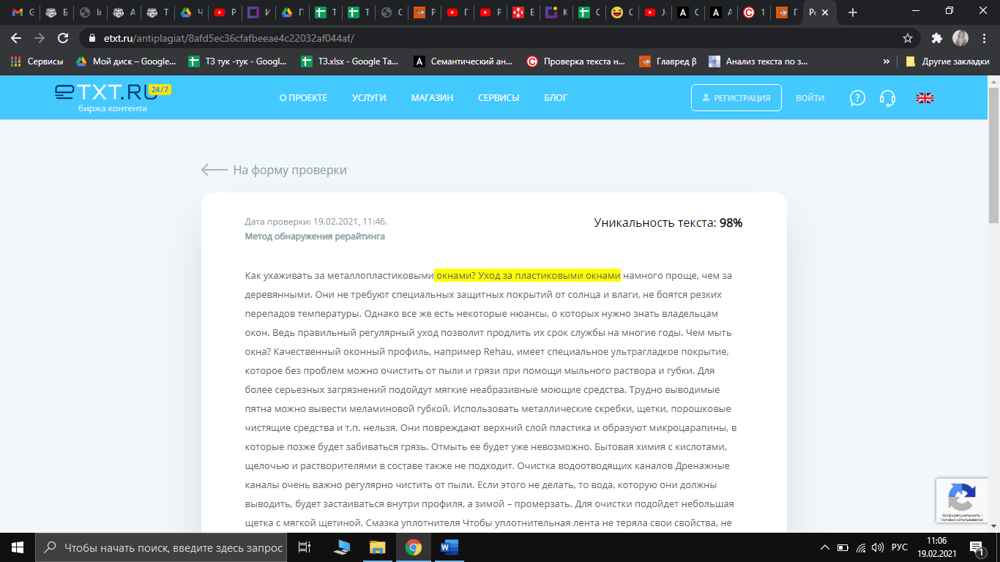 etxt.ru/antiplagiat/8afd5ec36cfafbeeae4c22032af044af/
Сервисы
Мой диск – Google...
ТЗ тук -тук - Googl...
ТЗ.xlsx - Google Ta...
Семантический ан...
Проверка текста н...
Главред β
Анализ текста по з...
»
Другие закладки
eTXT.RU 24/7
биржа контента
О ПРОЕКТЕ
УСЛУГИ
МАГАЗИН
СЕРВИСЫ
БЛОГ
РЕГИСТРАЦИЯ
ВОЙТИ
На форму проверки
Дата проверки: 19.02.2021, 11:46.
Уникальность текста: 98%
Метод обнаружения рерайтинга
Как ухаживать за металлопластиковыми окнами? Уход за пластиковыми окнами намного проще, чем за
деревянными. Они не требуют специальных защитных покрытий от солнца и влаги, не боятся резких
перепадов температуры. Однако все же есть некоторые нюансы, о которых нужно знать владельцам
окон. Ведь правильный регулярный уход позволит продлить их срок службы на многие годы. Чем мыть
окна? Качественный оконный профиль, например Rehau, имеет специальное ультрагладкое покрытие,
которое без проблем можно очистить от пыли и грязи при помощи мыльного раствора и губки. Для
более серьезных загрязнений подойдут мягкие неабразивные моющие средства. Трудно выводимые
пятна можно вывести меламиновой губкой. Использовать металлические скребки, щетки, порошковые
чистящие средства и т.п. нельзя. Они повреждают верхний слой пластика и образуют микроцарапины, в
которые позже будет забиваться грязь. Отмыть ее будет уже невозможно. Бытовая химия с кислотами,
щелочью и растворителями в составе также не подходит. Очистка водоотводящих каналов Дренажные
каналы очень важно регулярно чистить от пыли. Если этого не делать, то вода, которую они должны
выводить, будет застаиваться внутри профиля, а зимой – промерзать. Для очистки подойдет небольшая
щетка с мягкой щетиной. Смазка уплотнителя Чтобы уплотнительная лента не теряла свои свойства, не
Конфиденциальность -
Условия использования
Чтобы начать поиск, введите здесь запрос
РУС
11:06
19.02.2021
1